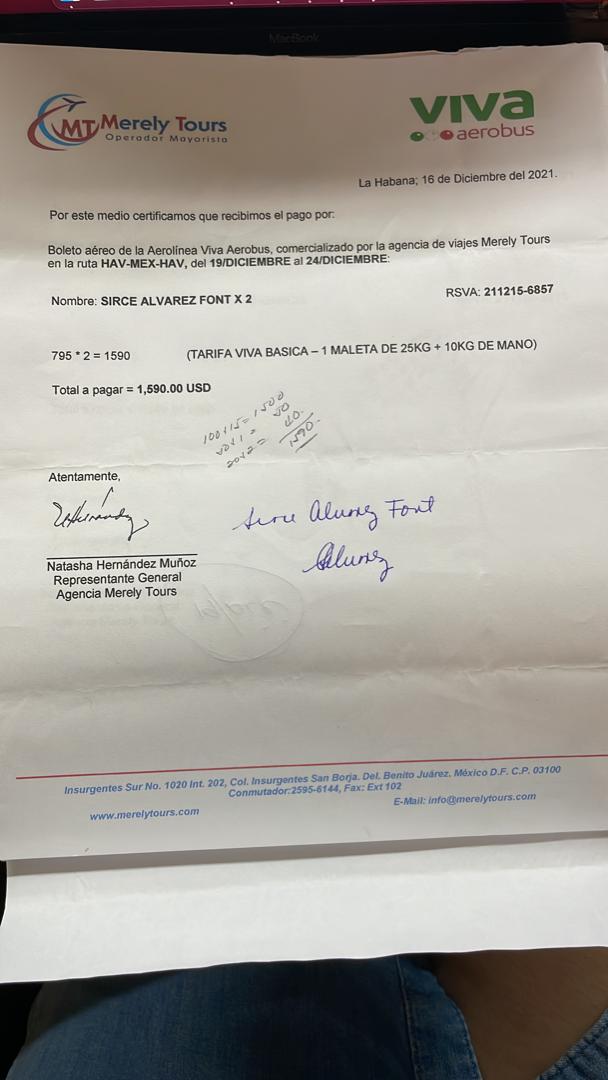 MacBook
MT Merely Tours
Operador Mayorista
viva
aerobus
La Habana; 16 de Diciembre del 2021.
Por este medio certificamos que recibimos el pago por:
Boleto aéreo de la Aerolínea Viva Aerobus, comercializado por la agencia de viajes Merely Tours
en la ruta HAV-MEX-HAV, del 19/DICIEMBRE al 24/DICIEMBRE:
Nombre: SIRCE ALVAREZ FONT X 2
RSVA: 211215-6857
795 * 2 = 1590 (TARIFA VIVA BASICA – 1 MALETA DE 25KG + 10KG DE MANO)
Total a pagar = 1,590.00 USD
100x15= 1500
50x1 = 50
20x2 = 40.
1590.
Atentamente,
Sirce Alvarez Font
Alvarez
Natasha Hernández Muñoz
Representante General
Agencia Merely Tours
Insurgentes Sur No. 1020 Int. 202, Col. Insurgentes San Borja. Del. Benito Juárez. México D.F. C.P. 03100
Conmutador:2595-6144, Fax: Ext 102
www.merelytours.com
E-Mail: info@merelytours.com